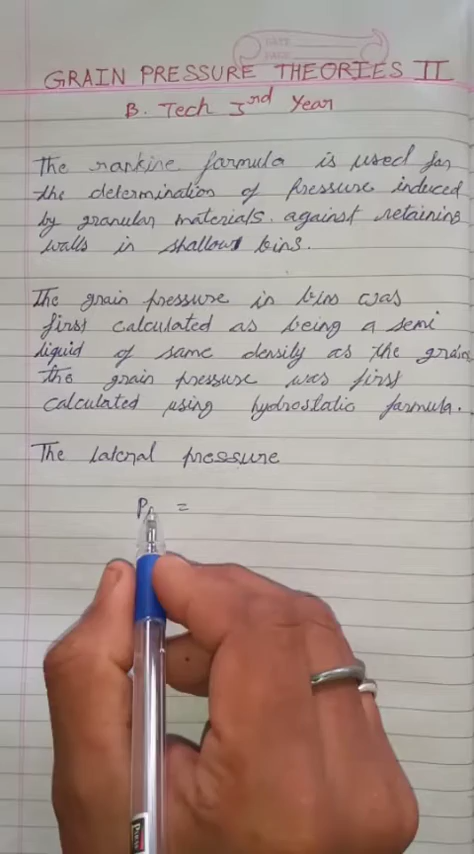 DATE
PAGE
GRAIN PRESSURE THEORIES II
B. Tech 3rd Year
The rankine formula is used for
the determination of Pressure induced
by granular materials. against retaining
walls in shallow bins.
The grain pressure in bins was
first calculated as being a semi
liquid of same density as the grain
the grain pressure was first
calculated using hydrostatic formula.
The lateral pressure
P =